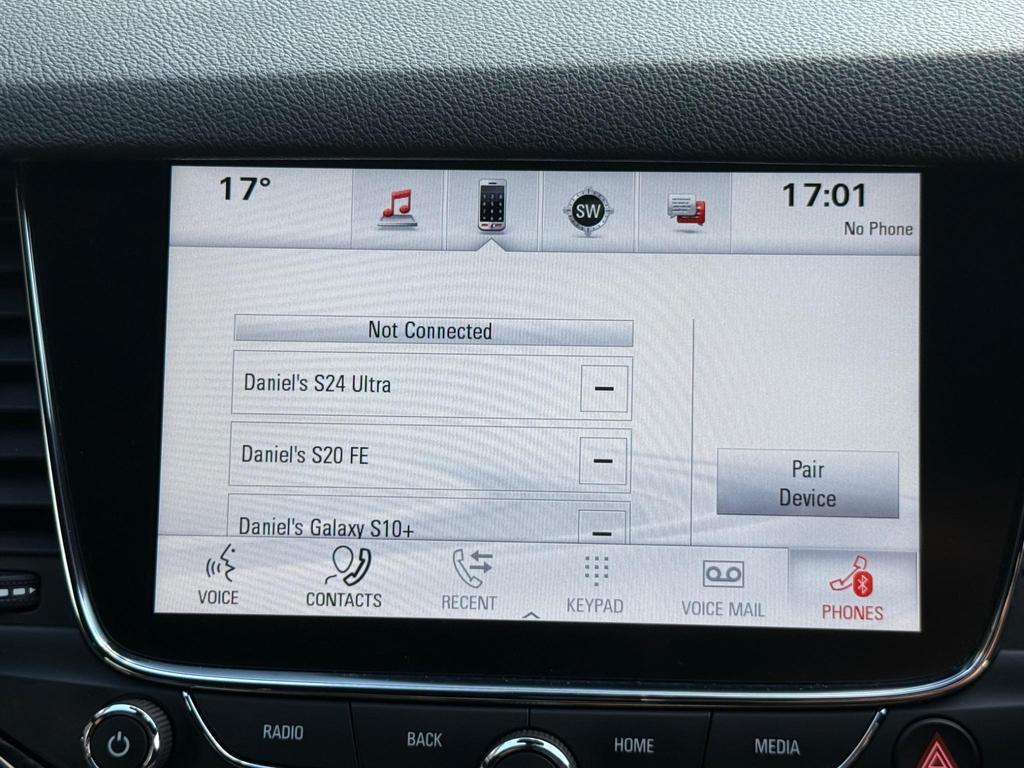 17°
SW
17:01
No Phone
Not Connected
Daniel's S24 Ultra
Daniel's S20 FE
Daniel's Galaxy S10+
Pair
Device
VOICE
CONTACTS
RECENT
KEYPAD
VOICE MAIL
PHONES
RADIO
BACK
HOME
MEDIA